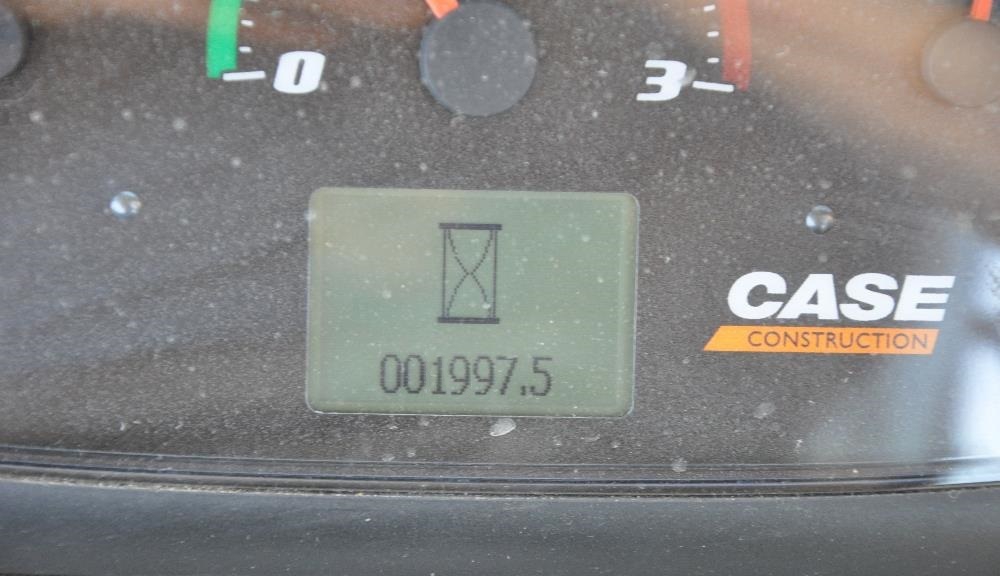 0
3
CASE
CONSTRUCTION
001997.5